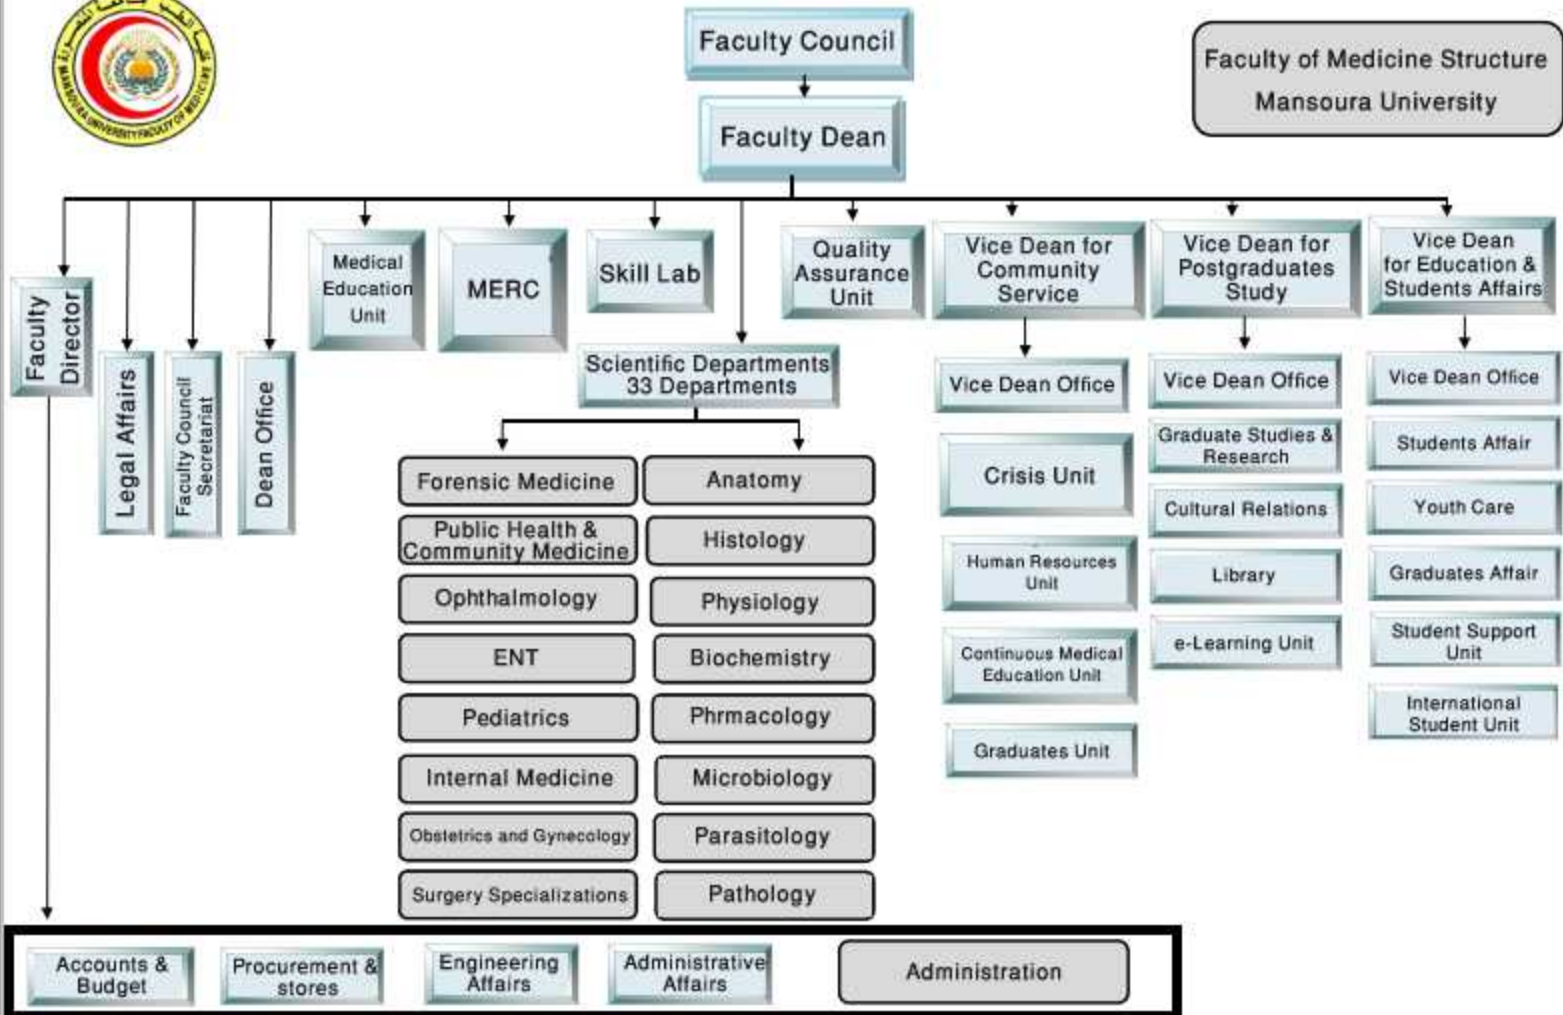 MANSOURA UNIVERSITY FACULTY OF MEDICINE
Faculty Council
Faculty of Medicine Structure
Mansoura University
Faculty Dean
Faculty
Director
Legal Affairs
Faculty Council
Secretariat
Dean Office
Medical
Education
Unit
MERC
Skill Lab
Quality
Assurance
Unit
Vice Dean for
Community
Service
Vice Dean for
Postgraduates
Study
Vice Dean
for Education &
Students Affairs
Scientific Departments
33 Departments
Forensic Medicine
Public Health &
Community Medicine
Ophthalmology
ENT
Pediatrics
Internal Medicine
Obstetrics and Gynecology
Surgery Specializations
Anatomy
Histology
Physiology
Biochemistry
Phrmacology
Microbiology
Parasitology
Pathology
Vice Dean Office
Crisis Unit
Human Resources
Unit
Continuous Medical
Education Unit
Graduates Unit
Vice Dean Office
Graduate Studies &
Research
Cultural Relations
Library
e-Learning Unit
Vice Dean Office
Students Affair
Youth Care
Graduates Affair
Student Support
Unit
International
Student Unit
Accounts &
Budget
Procurement &
stores
Engineering
Affairs
Administrative
Affairs
Administration